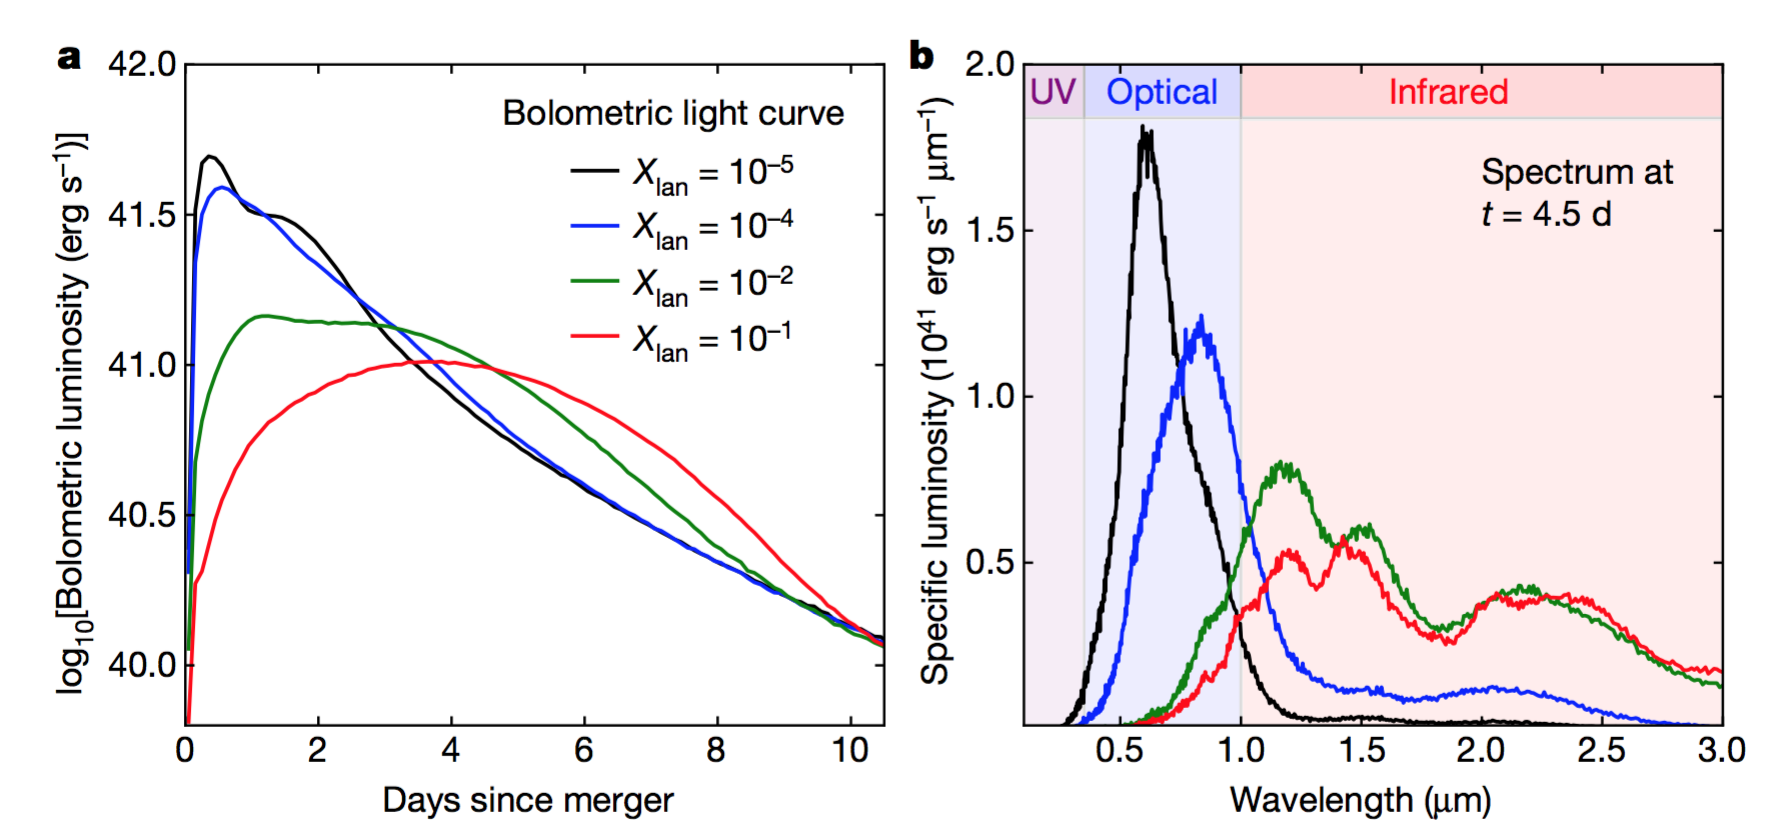 a
42.0
41.5
41.0
40.5
40.0
log10[Bolometric luminosity (erg s–1)]
Bolometric light curve
Xlan = 10–5
Xlan = 10–4
Xlan = 10–2
Xlan = 10–1
0 2 4 6 8 10
Days since merger
b
2.0
1.5
1.0
0.5
Specific luminosity (1041 erg s–1 μm–1)
UV Optical Infrared
Spectrum at
t = 4.5 d
0.5 1.0 1.5 2.0 2.5 3.0
Wavelength (μm)